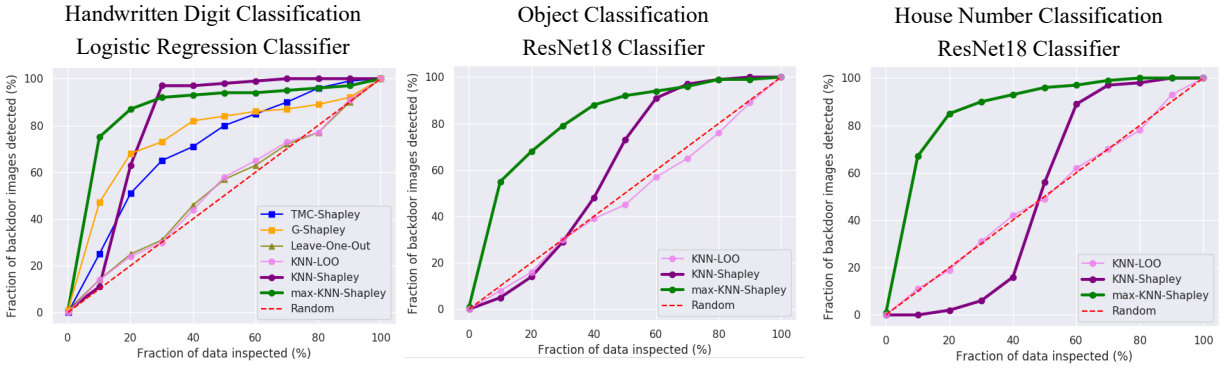 Handwritten Digit Classification
Logistic Regression Classifier
Fraction of backdoor images detected (%)
100
80
60
40
20
0
TMC-Shapley
G-Shapley
Leave-One-Out
KNN-LOO
KNN-Shapley
max-KNN-Shapley
Random
0 20 40 60 80 100
Fraction of data inspected (%)
Object Classification
ResNet18 Classifier
Fraction of backdoor images detected (%)
100
80
60
40
20
0
KNN-LOO
KNN-Shapley
max-KNN-Shapley
Random
0 20 40 60 80 100
Fraction of data inspected (%)
House Number Classification
ResNet18 Classifier
Fraction of backdoor images detected (%)
100
80
60
40
20
0
KNN-LOO
KNN-Shapley
max-KNN-Shapley
Random
0 20 40 60 80 100
Fraction of data inspected (%)